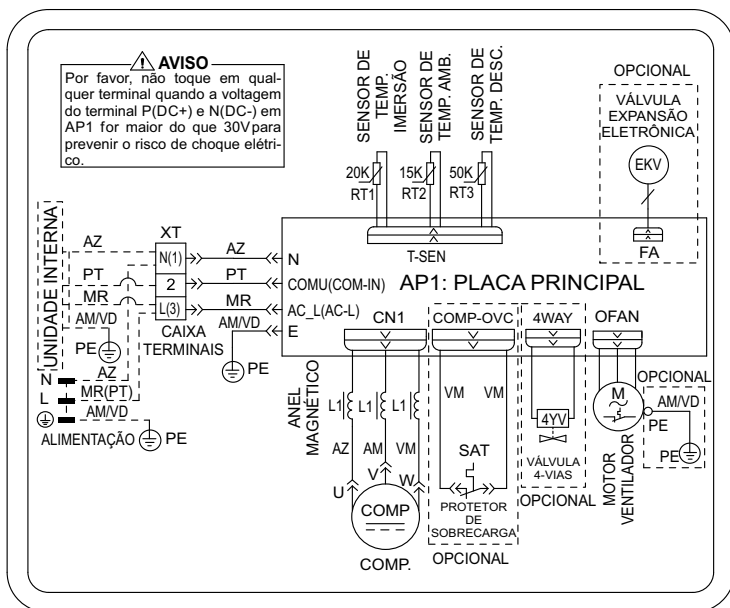 AVISO
Por favor, não toque em qual-
quer terminal quando a voltagem
do terminal P(DC+) e N(DC-) em
AP1 for maior do que 30V para
prevenir o risco de choque elétri-
co.
SENSOR DE
TEMP.
IMERSÃO
SENSOR DE
TEMP. AMB.
SENSOR DE
TEMP. DESC.
OPCIONAL
VÁLVULA
EXPANSÃO
ELETRÔNICA
EKV
FA
20K
RT1
15K
RT2
50K
RT3
T-SEN
UNIDADE INTERNA
AZ
PT
MR
AM/VD
PE
XT
N(1)
2
L(3)
CAIXA
TERMINAIS
AZ
PT
MR
AM/VD
PE
N
COMU(COM-IN)
AC_L(AC-L)
E
AP1: PLACA PRINCIPAL
N
L
AZ
MR(PT)
AM/VD
PE
ALIMENTAÇÃO
CN1
COMP-OVC
4WAY
OFAN
ANEL
MAGNÉTICO
L1
L1
L1
AZ
AM
VM
U
V
W
COMP
COMP.
VM
VM
SAT
PROTETOR
DE
SOBRECARGA
OPCIONAL
4YV
VÁLVULA
4-VIAS
OPCIONAL
M
MOTOR
VENTILADOR
OPCIONAL
AM/VD
PE
PE